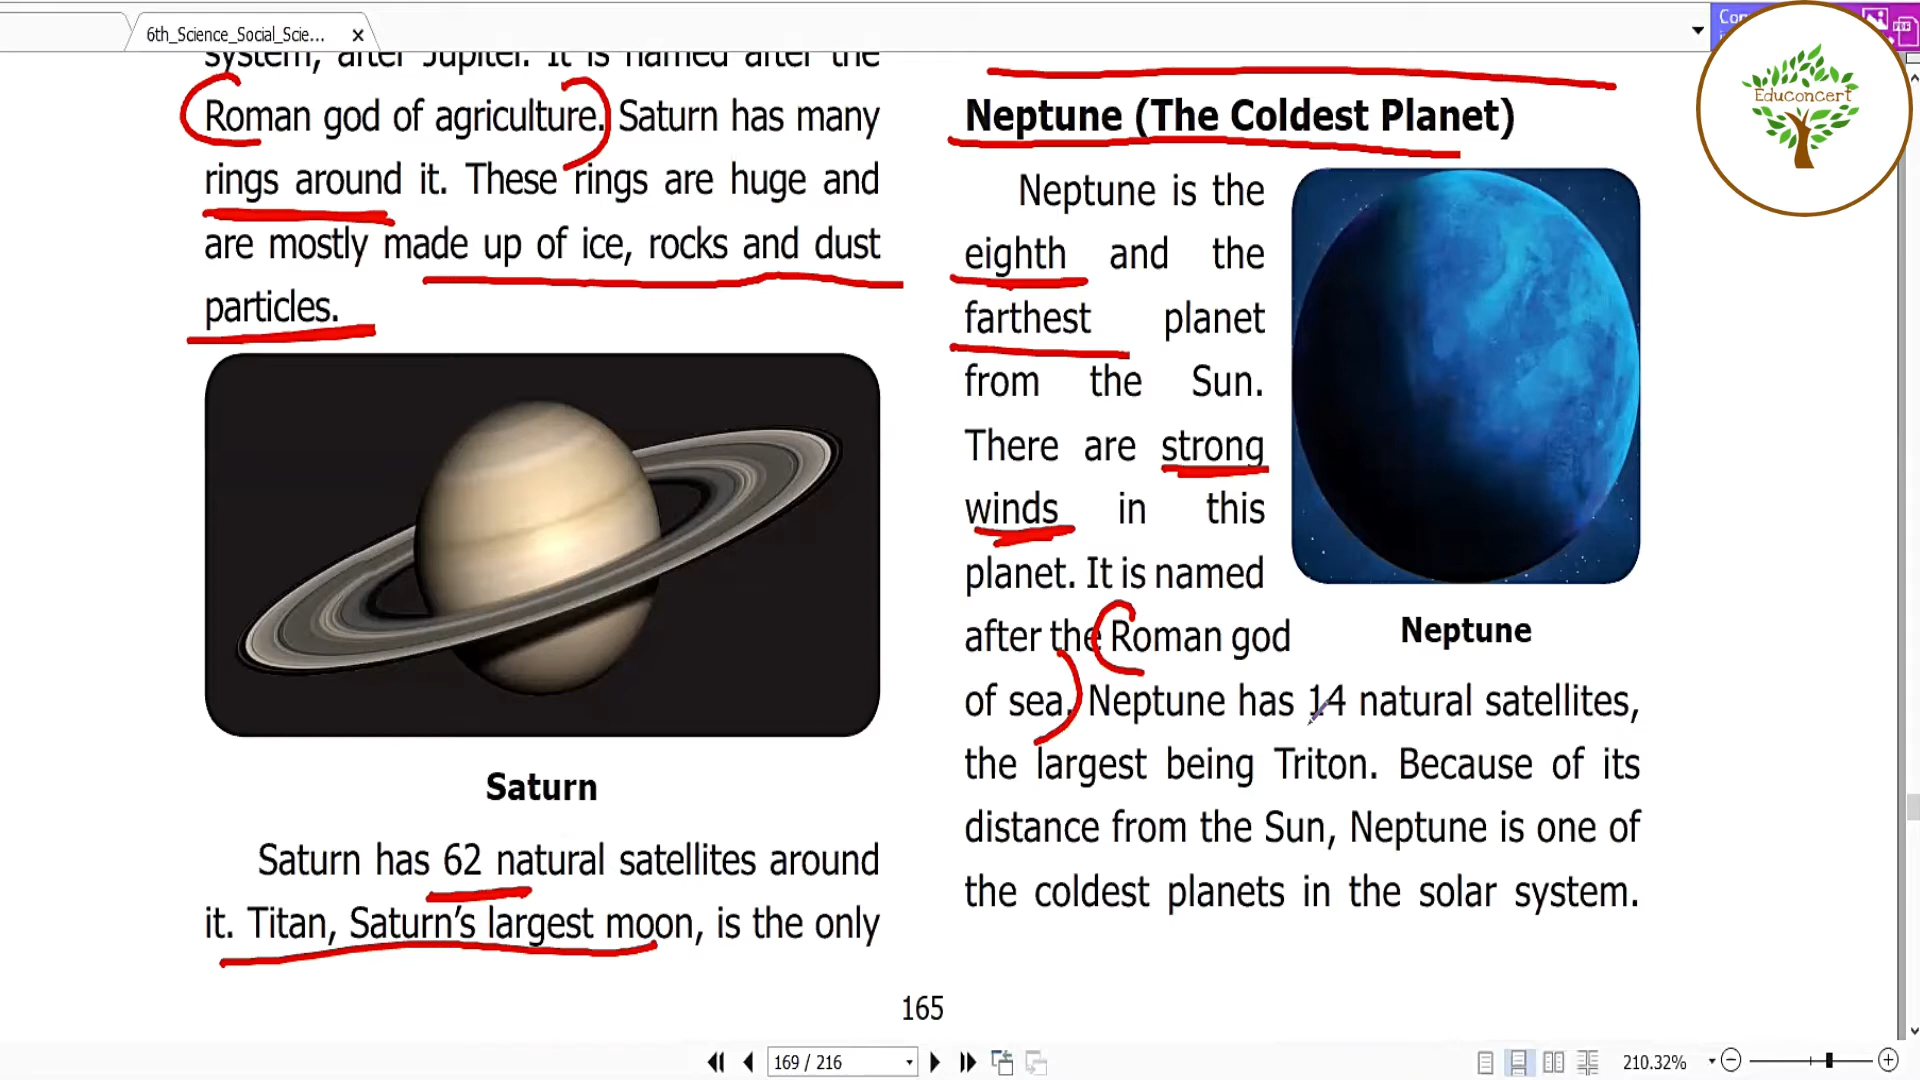 6th_Science_Social_Scie...
Educoncert
system, after Jupiter. It is named after the
Roman god of agriculture. Saturn has many
rings around it. These rings are huge and
are mostly made up of ice, rocks and dust
particles.
Saturn
Saturn has 62 natural satellites around
it. Titan, Saturn’s largest moon, is the only
Neptune (The Coldest Planet)
Neptune is the
eighth and the
farthest planet
from the Sun.
There are strong
winds in this
planet. It is named
after the Roman god
of sea. Neptune has 14 natural satellites,
the largest being Triton. Because of its
distance from the Sun, Neptune is one of
the coldest planets in the solar system.
Neptune
165
169 / 216
210.32%